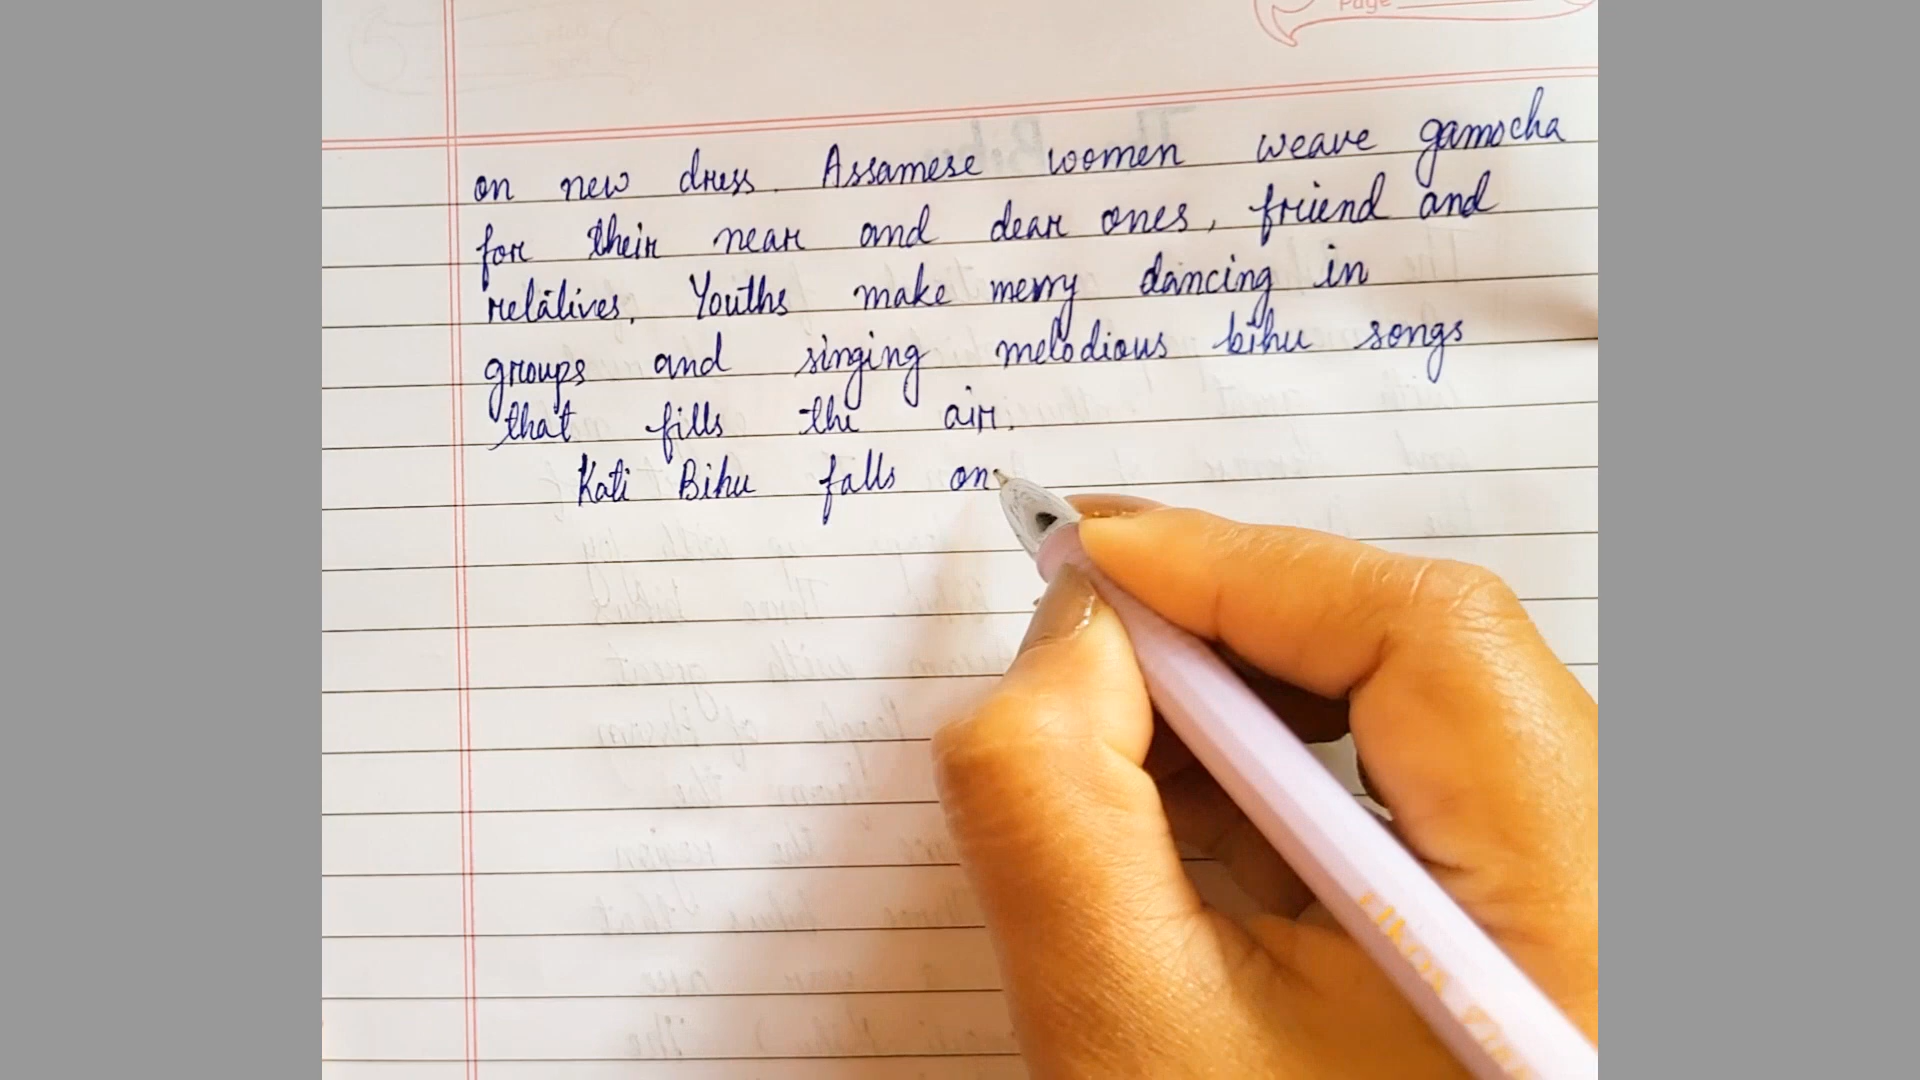 Page
on new dress. Assamese women weave gamocha
for their near and dear ones, friend and
relatives. Youths make merry dancing in
groups and singing melodious bihu songs
that fills the air.
Kati Bihu falls on